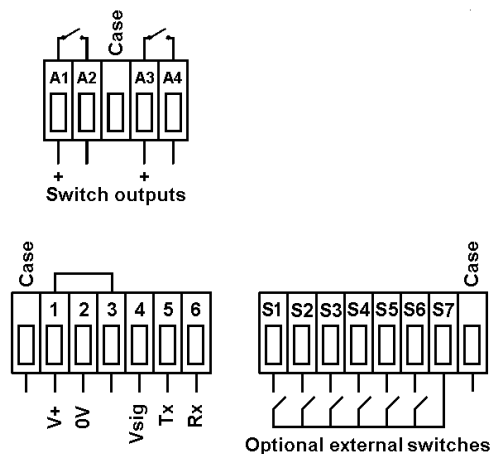 Case
A1 A2 A3 A4
+ +
Switch outputs
Case
1 2 3 4 5 6
V+ 0V Vsig Tx Rx
Case
S1 S2 S3 S4 S5 S6 S7
Optional external switches